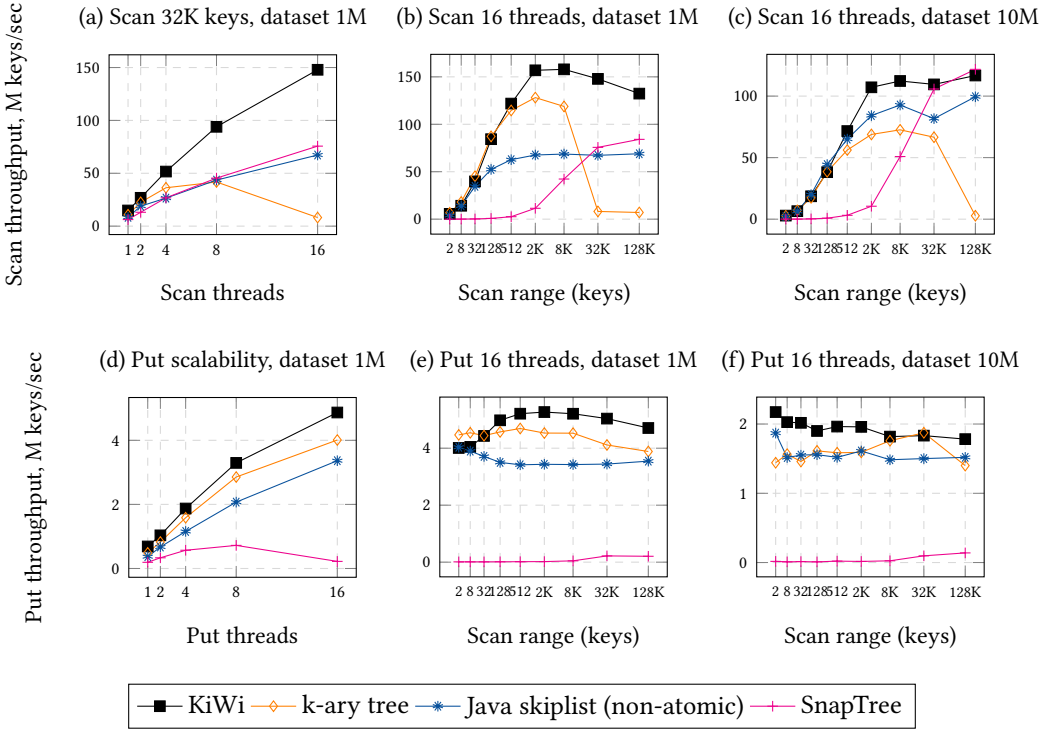 (a) Scan 32K keys, dataset 1M
(b) Scan 16 threads, dataset 1M
(c) Scan 16 threads, dataset 10M
Scan throughput, M keys/sec
150
100
50
0
1 2 4 8 16
Scan threads
150
100
50
0
2 8 32 128 512 2K 8K 32K 128K
Scan range (keys)
100
50
0
2 8 32 128 512 2K 8K 32K 128K
Scan range (keys)
(d) Put scalability, dataset 1M
(e) Put 16 threads, dataset 1M
(f) Put 16 threads, dataset 10M
Put throughput, M keys/sec
4
2
0
1 2 4 8 16
Put threads
4
2
0
2 8 32 128 512 2K 8K 32K 128K
Scan range (keys)
2
1
0
2 8 32 128 512 2K 8K 32K 128K
Scan range (keys)
KiWi k-ary tree Java skiplist (non-atomic) SnapTree